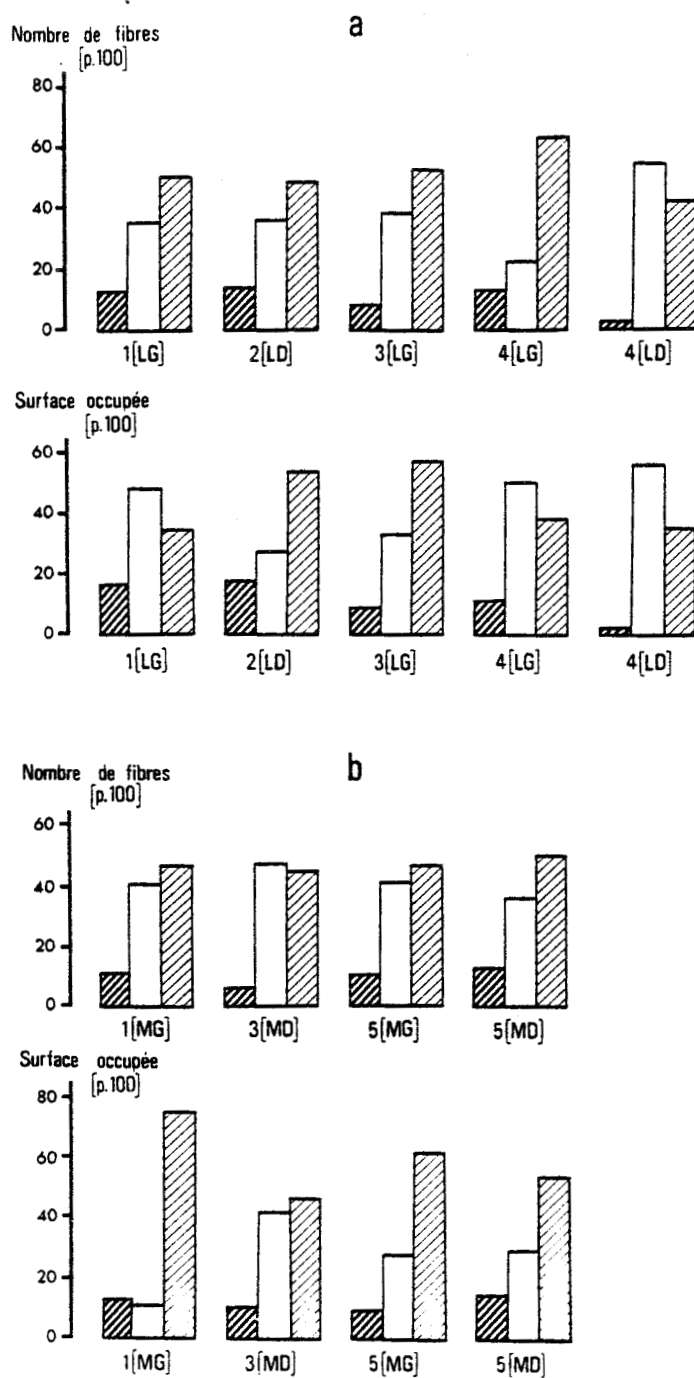 a
Nombre de fibres
[p.100]
80
60
40
20
0
1[LG] 2[LD] 3[LG] 4[LG] 4[LD]
Surface occupée
[p.100]
60
40
20
0
1[LG] 2[LD] 3[LG] 4[LG] 4[LD]
b
Nombre de fibres
[p.100]
60
40
20
0
1[MG] 3[MD] 5[MG] 5[MD]
Surface occupée
[p.100]
80
60
40
20
0
1[MG] 3[MD] 5[MG] 5[MD]